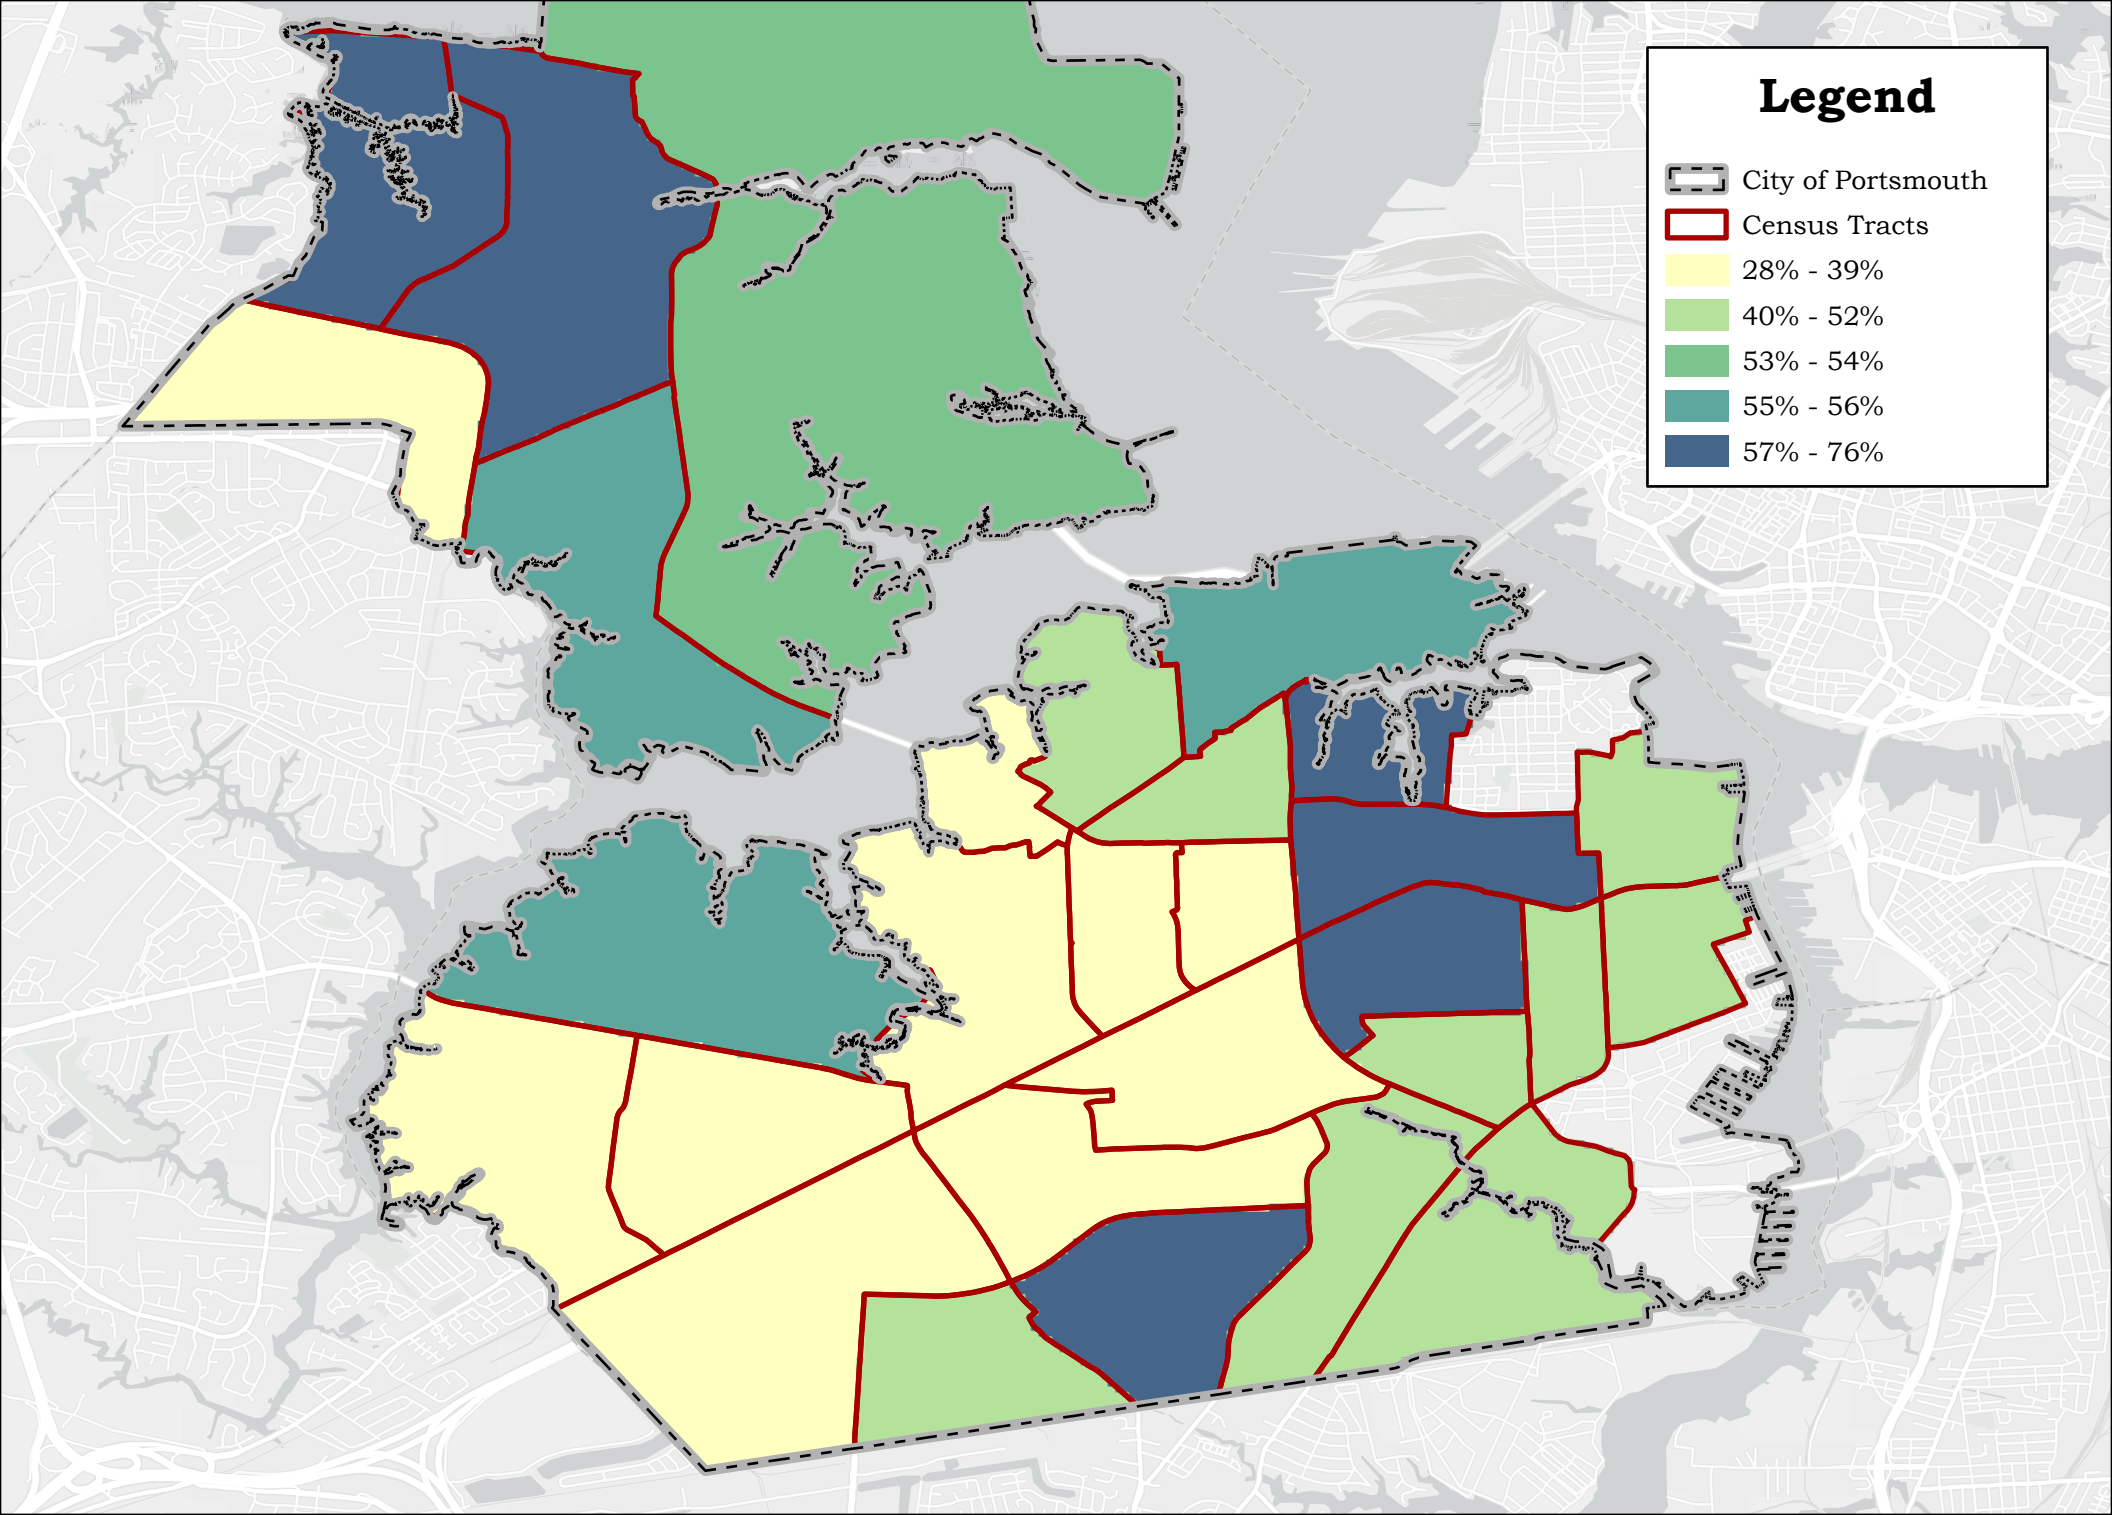 Legend
City of Portsmouth
Census Tracts
28% - 39%
40% - 52%
53% - 54%
55% - 56%
57% - 76%